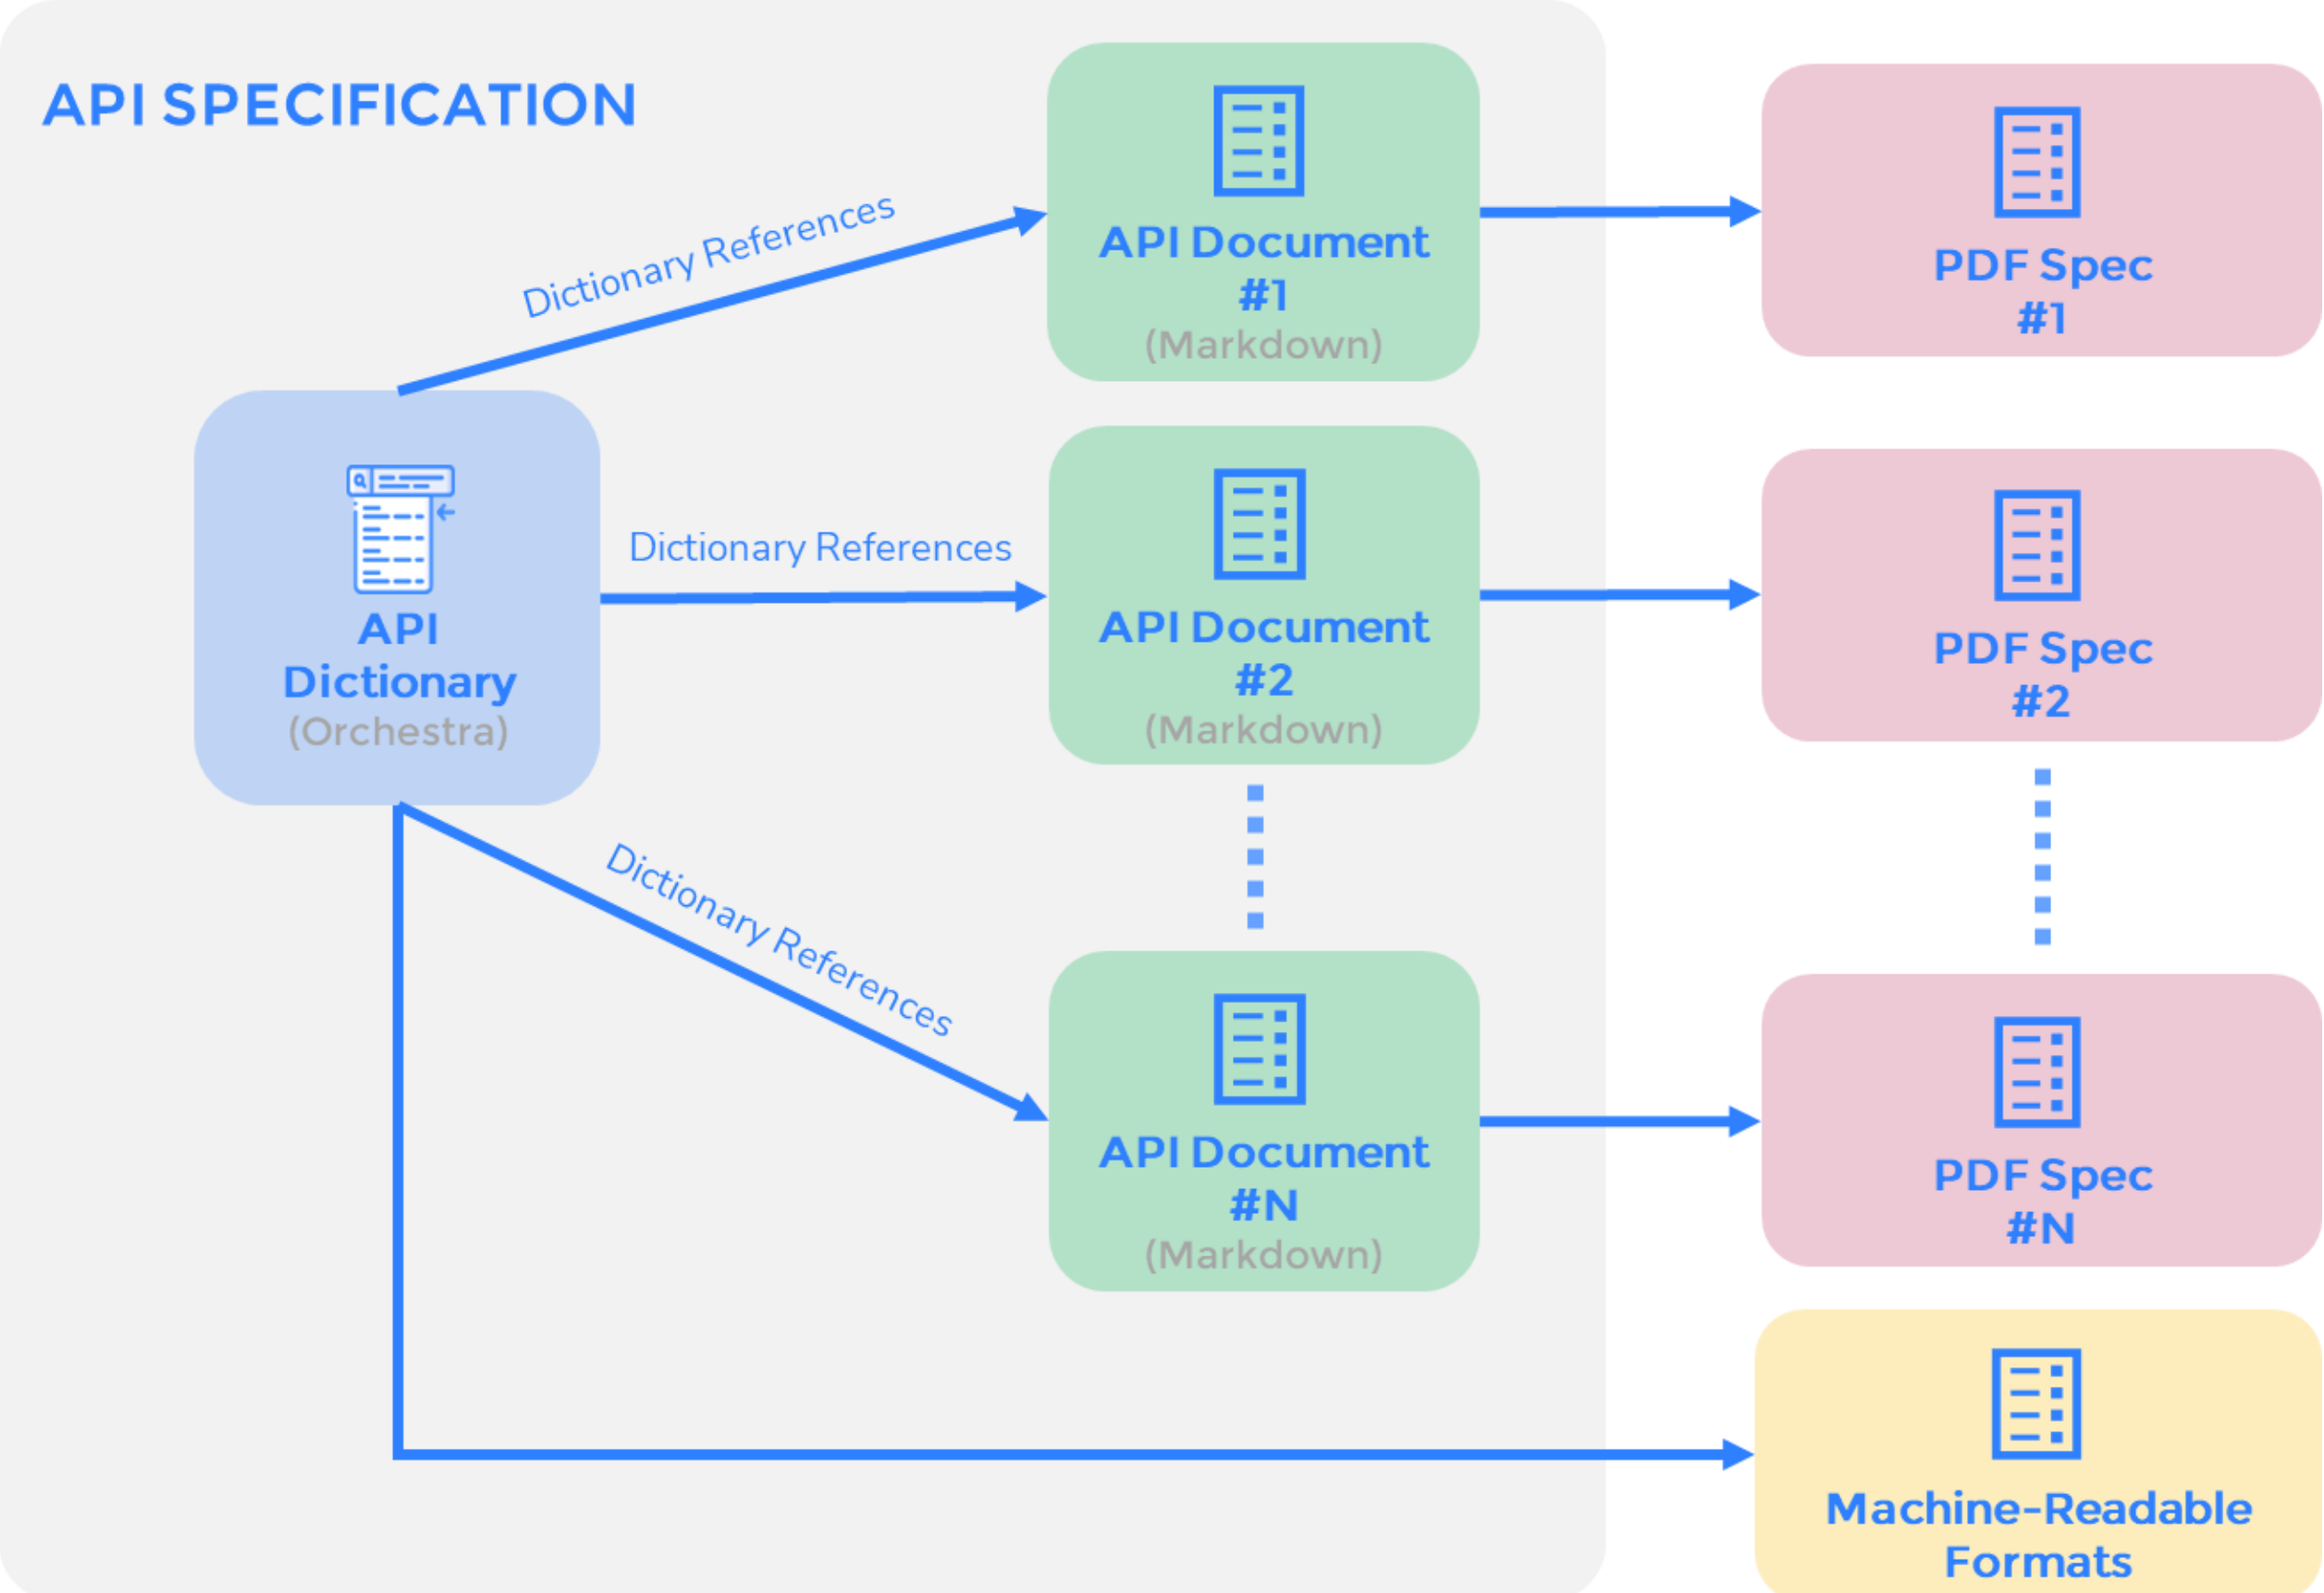 API SPECIFICATION
Dictionary References
API Document
#1
(Markdown)
PDF Spec
#1
API
Dictionary
(Orchestra)
Dictionary References
API Document
#2
(Markdown)
PDF Spec
#2
Dictionary References
API Document
#N
(Markdown)
PDF Spec
#N
Machine-Readable
Formats